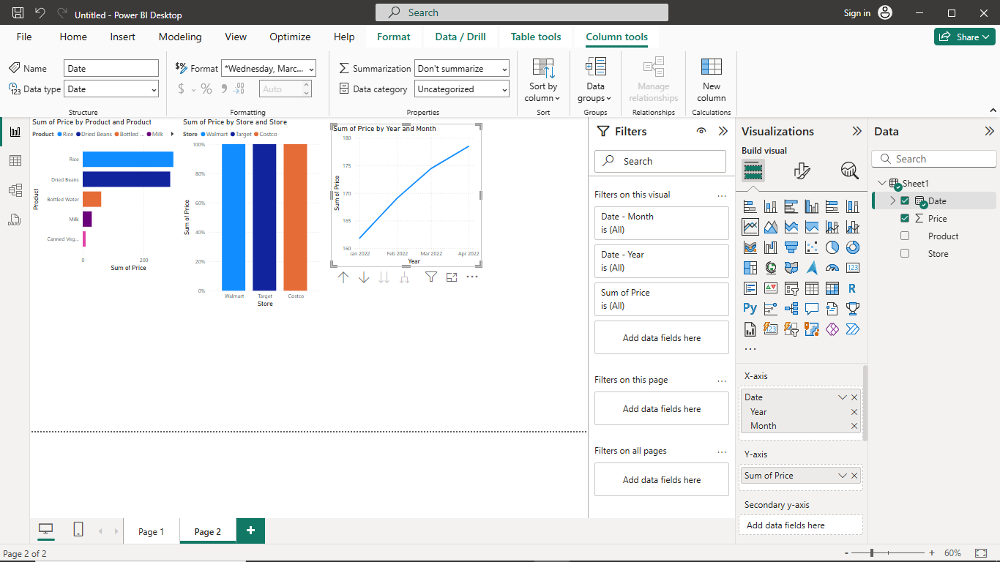 Untitled - Power BI Desktop
Search
Sign in
File Home Insert Modeling View Optimize Help Format Data / Drill Table tools Column tools Share
Name Date
Data type Date
Structure
Format *Wednesday, Marc...
$ % 9 .00 Auto
Formatting
Summarization Don't summarize
Data category Uncategorized
Properties
Sort by
column
Sort
Data
groups
Groups
Manage
relationships
Relationships
New
column
Calculations
Sum of Price by Product and Product
Product Rice Dried Beans Bottled ... Milk
Product
Rice
Dried Beans
Bottled Water
Milk
Canned Veg...
0 200
Sum of Price
Sum of Price by Store and Store
Store Walmart Target Costco
Sum of Price
100%
80%
60%
40%
20%
0%
Walmart Target Costco
Store
Sum of Price by Year and Month
Sum of Price
180
175
170
165
160
Jan 2022 Feb 2022 Mar 2022 Apr 2022
Year
Filters
Search
Filters on this visual ...
Date - Month
is (All)
Date - Year
is (All)
Sum of Price
is (All)
Add data fields here
Filters on this page ...
Add data fields here
Filters on all pages ...
Add data fields here
Visualizations
Build visual
123
R
Py
123
...
X-axis
Date
Year
Month
Y-axis
Sum of Price
Secondary y-axis
Add data fields here
Data
Search
Sheet1
Date
Price
Product
Store
DAX
Page 1 Page 2 +
Page 2 of 2
- + 60%